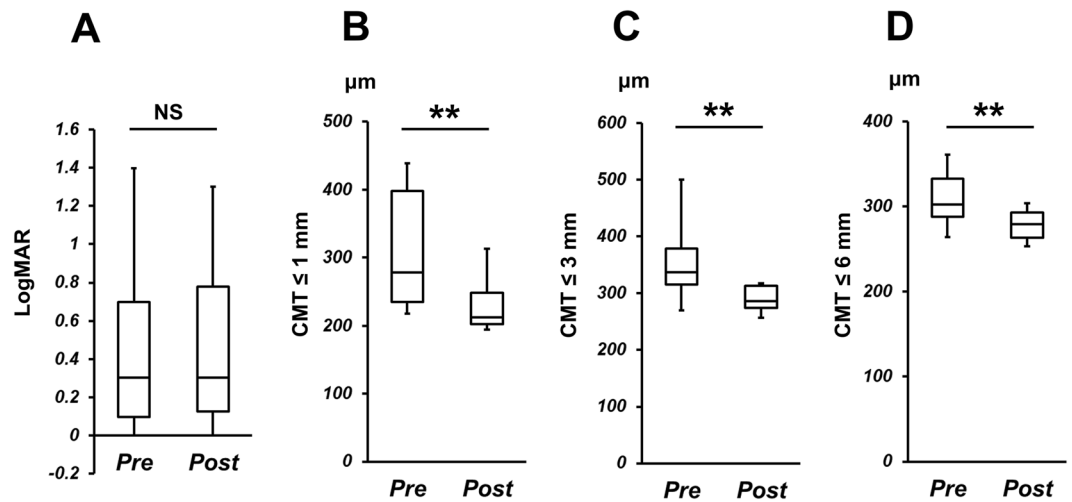 A
NS
LogMAR
1.6
1.4
1.2
1
0.8
0.6
0.4
0.2
0
-0.2
Pre
Post
B
µm
**
CMT ≤ 1 mm
500
400
300
200
100
0
Pre
Post
C
µm
**
CMT ≤ 3 mm
600
500
400
300
200
100
0
Pre
Post
D
µm
**
CMT ≤ 6 mm
400
300
200
100
0
Pre
Post